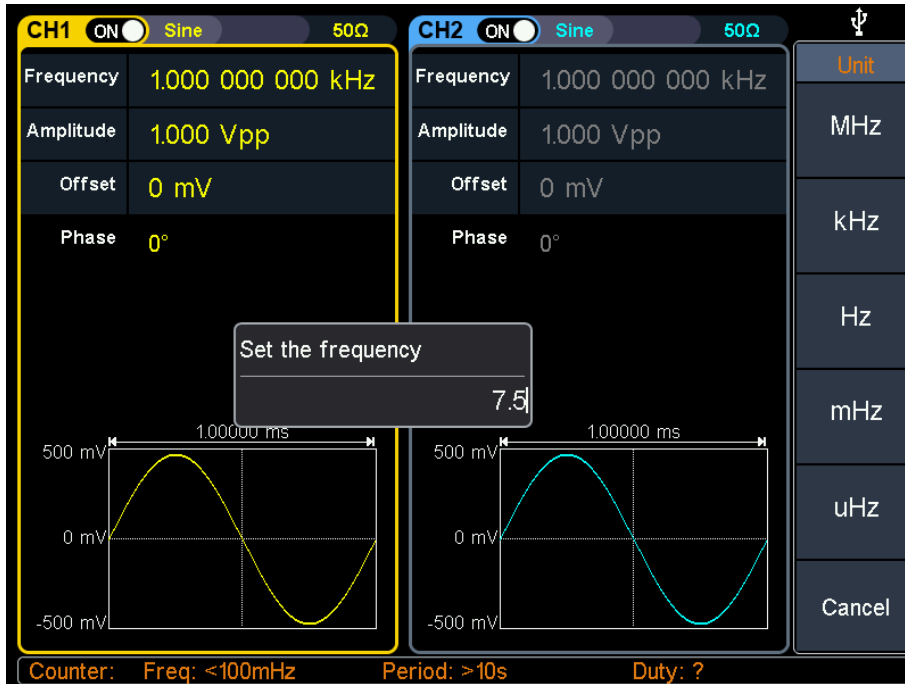 CH1 ON Sine 50Ω
Frequency 1.000 000 000 kHz
Amplitude 1.000 Vpp
Offset 0 mV
Phase 0°
1.00000 ms
500 mV
0 mV
-500 mV
CH2 ON Sine 50Ω
Frequency 1.000 000 000 kHz
Amplitude 1.000 Vpp
Offset 0 mV
Phase 0°
1.00000 ms
500 mV
0 mV
-500 mV
Set the frequency
7.5
Unit
MHz
kHz
Hz
mHz
uHz
Cancel
Counter: Freq: <100mHz Period: >10s Duty: ?